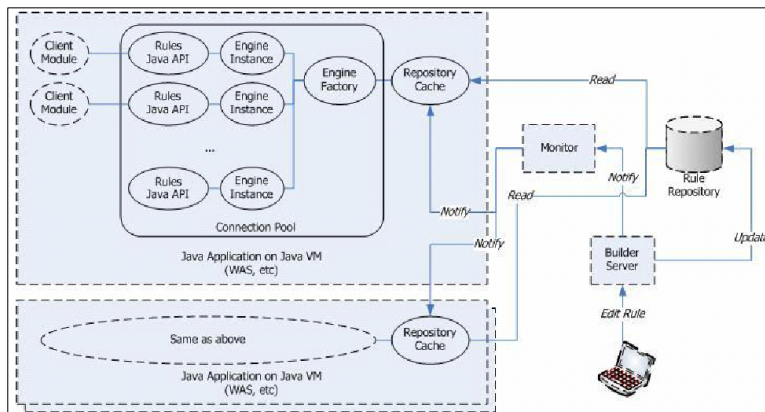 Client
Module
Rules
Java API
Engine
Instance
Engine
Factory
Repository
Cache
Read
Client
Module
Rules
Java API
Engine
Instance
...
Rules
Java API
Engine
Instance
Connection Pool
Monitor
Notify
Read
Rule
Repository
Notify
Notify
Java Application on Java VM
(WAS, etc)
Builder
Server
Updat
Edit Rule
Same as above
Repository
Cache
Java Application on Java VM
(WAS, etc)